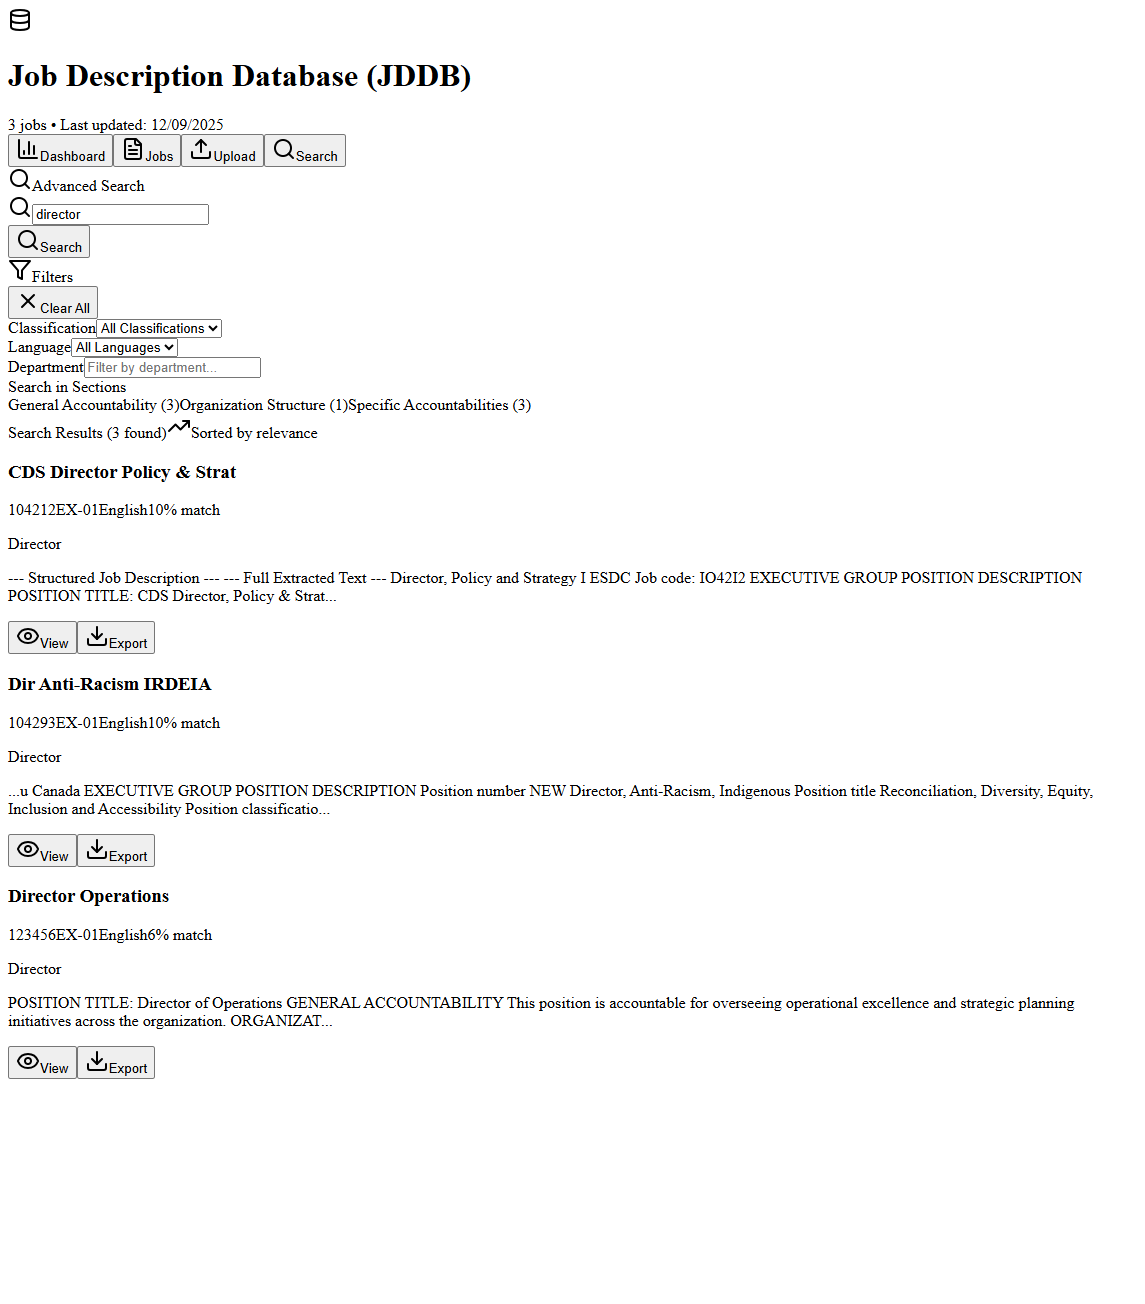 Job Description Database (JDDB)
3 jobs • Last updated: 12/09/2025
Dashboard Jobs Upload Search
Advanced Search
director
Search
Filters
Clear All
Classification All Classifications
Language All Languages
Department Filter by department...
Search in Sections
General Accountability (3)Organization Structure (1)Specific Accountabilities (3)
Search Results (3 found) Sorted by relevance
CDS Director Policy & Strat
104212EX-01English10% match
Director
--- Structured Job Description --- --- Full Extracted Text --- Director, Policy and Strategy I ESDC Job code: IO42I2 EXECUTIVE GROUP POSITION DESCRIPTION
POSITION TITLE: CDS Director, Policy & Strat...
View Export
Dir Anti-Racism IRDEIA
104293EX-01English10% match
Director
...u Canada EXECUTIVE GROUP POSITION DESCRIPTION Position number NEW Director, Anti-Racism, Indigenous Position title Reconciliation, Diversity, Equity,
Inclusion and Accessibility Position classificatio...
View Export
Director Operations
123456EX-01English6% match
Director
POSITION TITLE: Director of Operations GENERAL ACCOUNTABILITY This position is accountable for overseeing operational excellence and strategic planning
initiatives across the organization. ORGANIZAT...
View Export